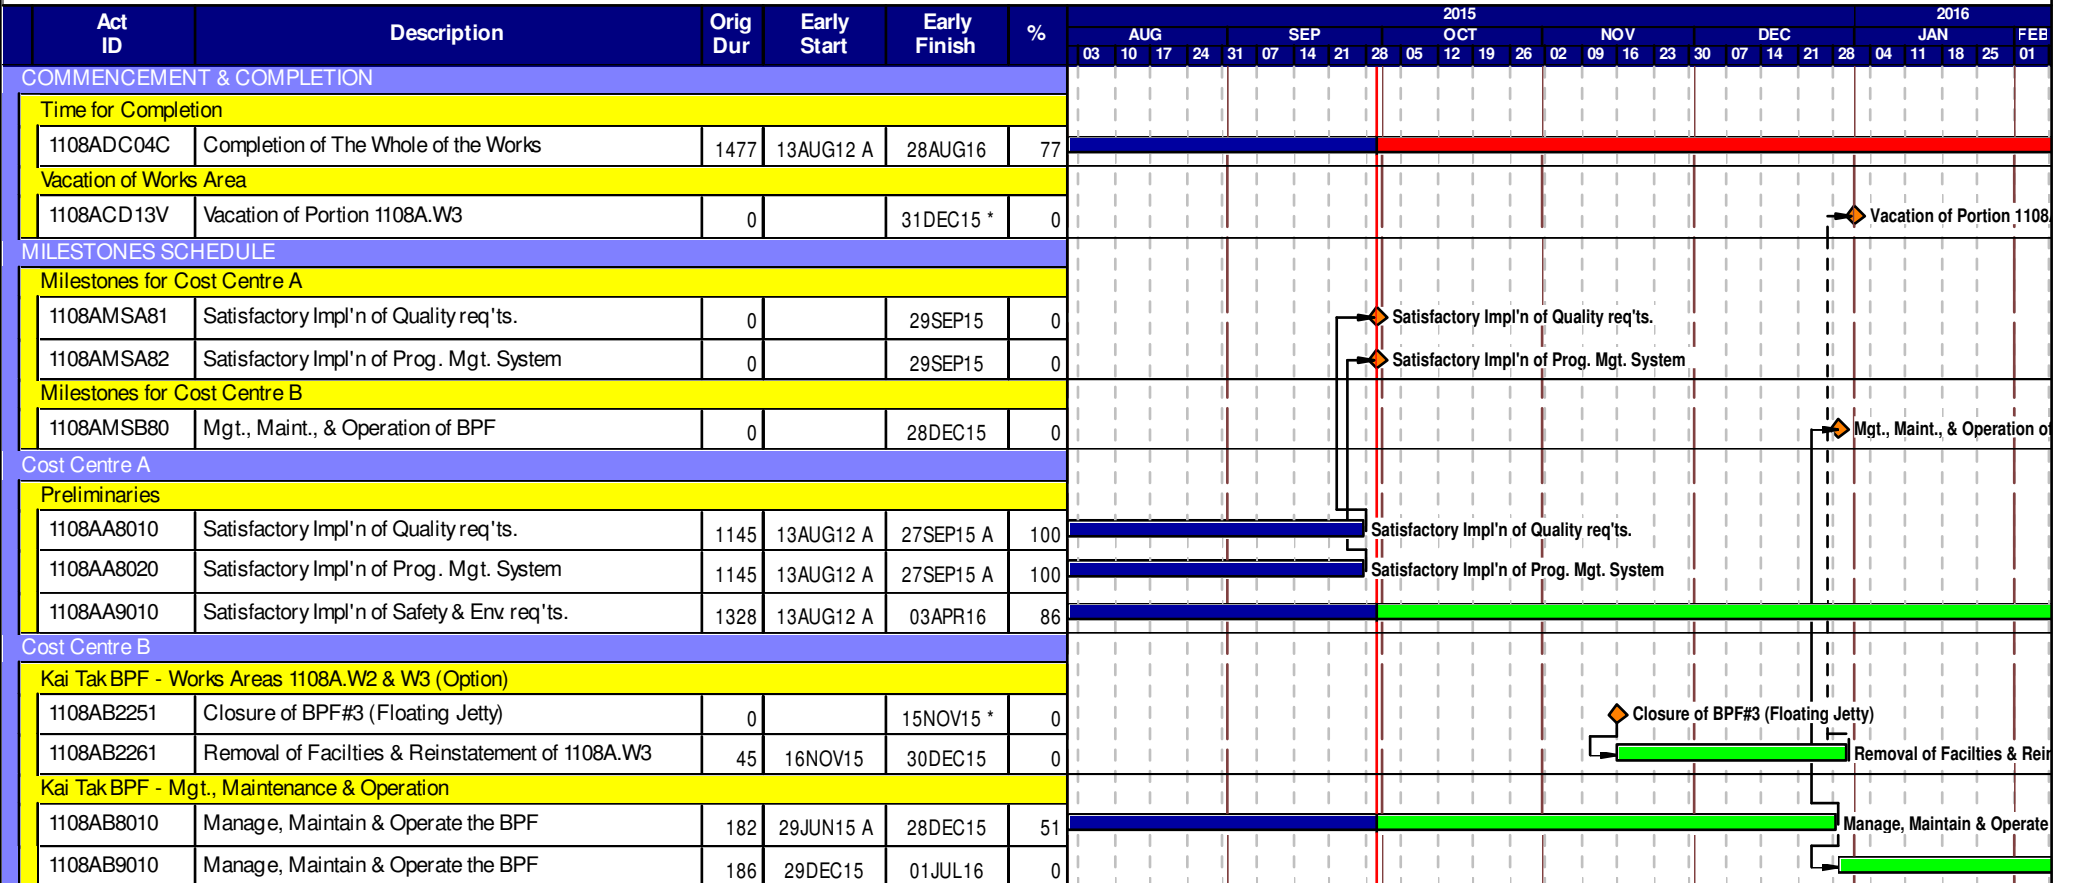 2015 2016
Act ID Description Orig Dur Early Start Early Finish % AUG SEP OCT NOV DEC JAN FEB
03 10 17 24 31 07 14 21 28 05 12 19 26 02 09 16 23 30 07 14 21 28 04 11 18 25 01
COMMENCEMENT & COMPLETION
Time for Completion
1108ADC04C Completion of The Whole of the Works 1477 13AUG12 A 28AUG16 77
Vacation of Works Area
1108ACD13V Vacation of Portion 1108A.W3 0 31DEC15 * 0 Vacation of Portion 1108.
MILESTONES SCHEDULE
Milestones for Cost Centre A
1108AMSA81 Satisfactory Impl'n of Quality req'ts. 0 29SEP15 0 Satisfactory Impl'n of Quality req'ts.
1108AMSA82 Satisfactory Impl'n of Prog. Mgt. System 0 29SEP15 0 Satisfactory Impl'n of Prog. Mgt. System
Milestones for Cost Centre B
1108AMSB80 Mgt., Maint., & Operation of BPF 0 28DEC15 0 Mgt., Maint., & Operation of
Cost Centre A
Preliminaries
1108AA8010 Satisfactory Impl'n of Quality req'ts. 1145 13AUG12 A 27SEP15 A 100 Satisfactory Impl'n of Quality req'ts.
1108AA8020 Satisfactory Impl'n of Prog. Mgt. System 1145 13AUG12 A 27SEP15 A 100 Satisfactory Impl'n of Prog. Mgt. System
1108AA9010 Satisfactory Impl'n of Safety & Env. req'ts. 1328 13AUG12 A 03APR16 86
Cost Centre B
Kai Tak BPF - Works Areas 1108A.W2 & W3 (Option)
1108AB2251 Closure of BPF#3 (Floating Jetty) 0 15NOV15 * 0 Closure of BPF#3 (Floating Jetty)
1108AB2261 Removal of Facilties & Reinstatement of 1108A.W3 45 16NOV15 30DEC15 0 Removal of Facilties & Rein
Kai Tak BPF - Mgt., Maintenance & Operation
1108AB8010 Manage, Maintain & Operate the BPF 182 29JUN15 A 28DEC15 51 Manage, Maintain & Operate
1108AB9010 Manage, Maintain & Operate the BPF 186 29DEC15 01JUL16 0